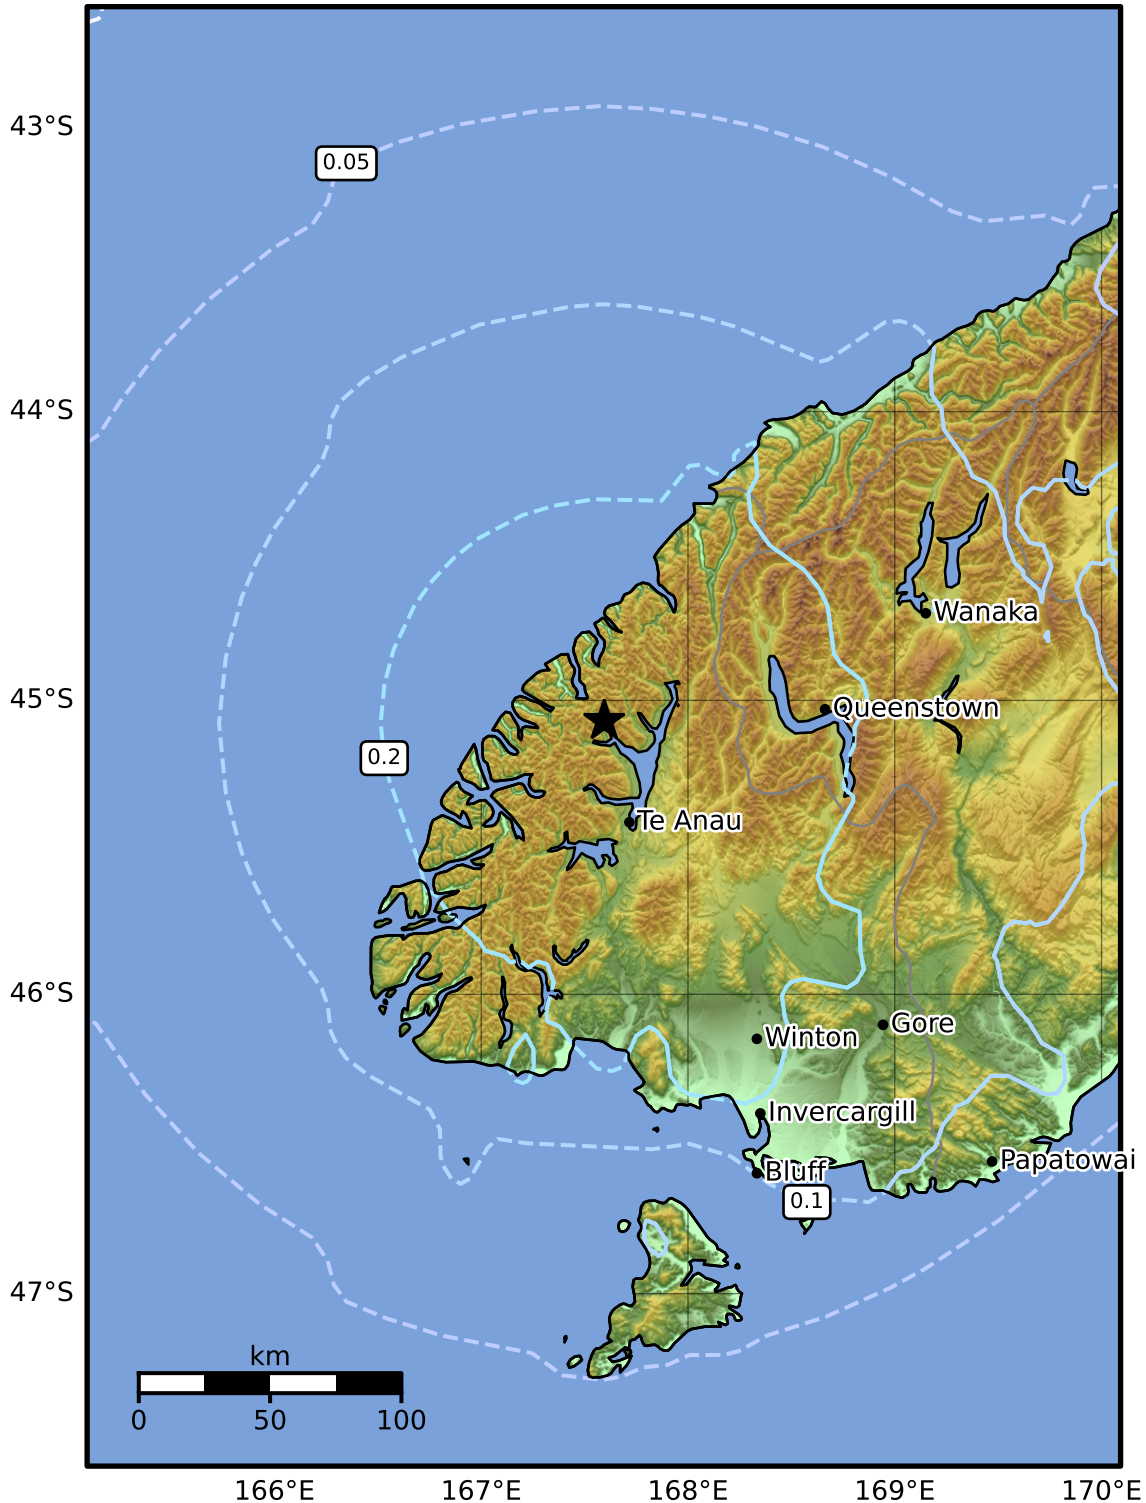 43°S
0.05
44°S
Wanaka
45°S
Queenstown
0.2
Te Anau
46°S
Gore
Winton
Invercargill
Papatowai
Bluff
0.1
47°S
km
0 50 100
166°E 167°E 168°E 169°E 170°E